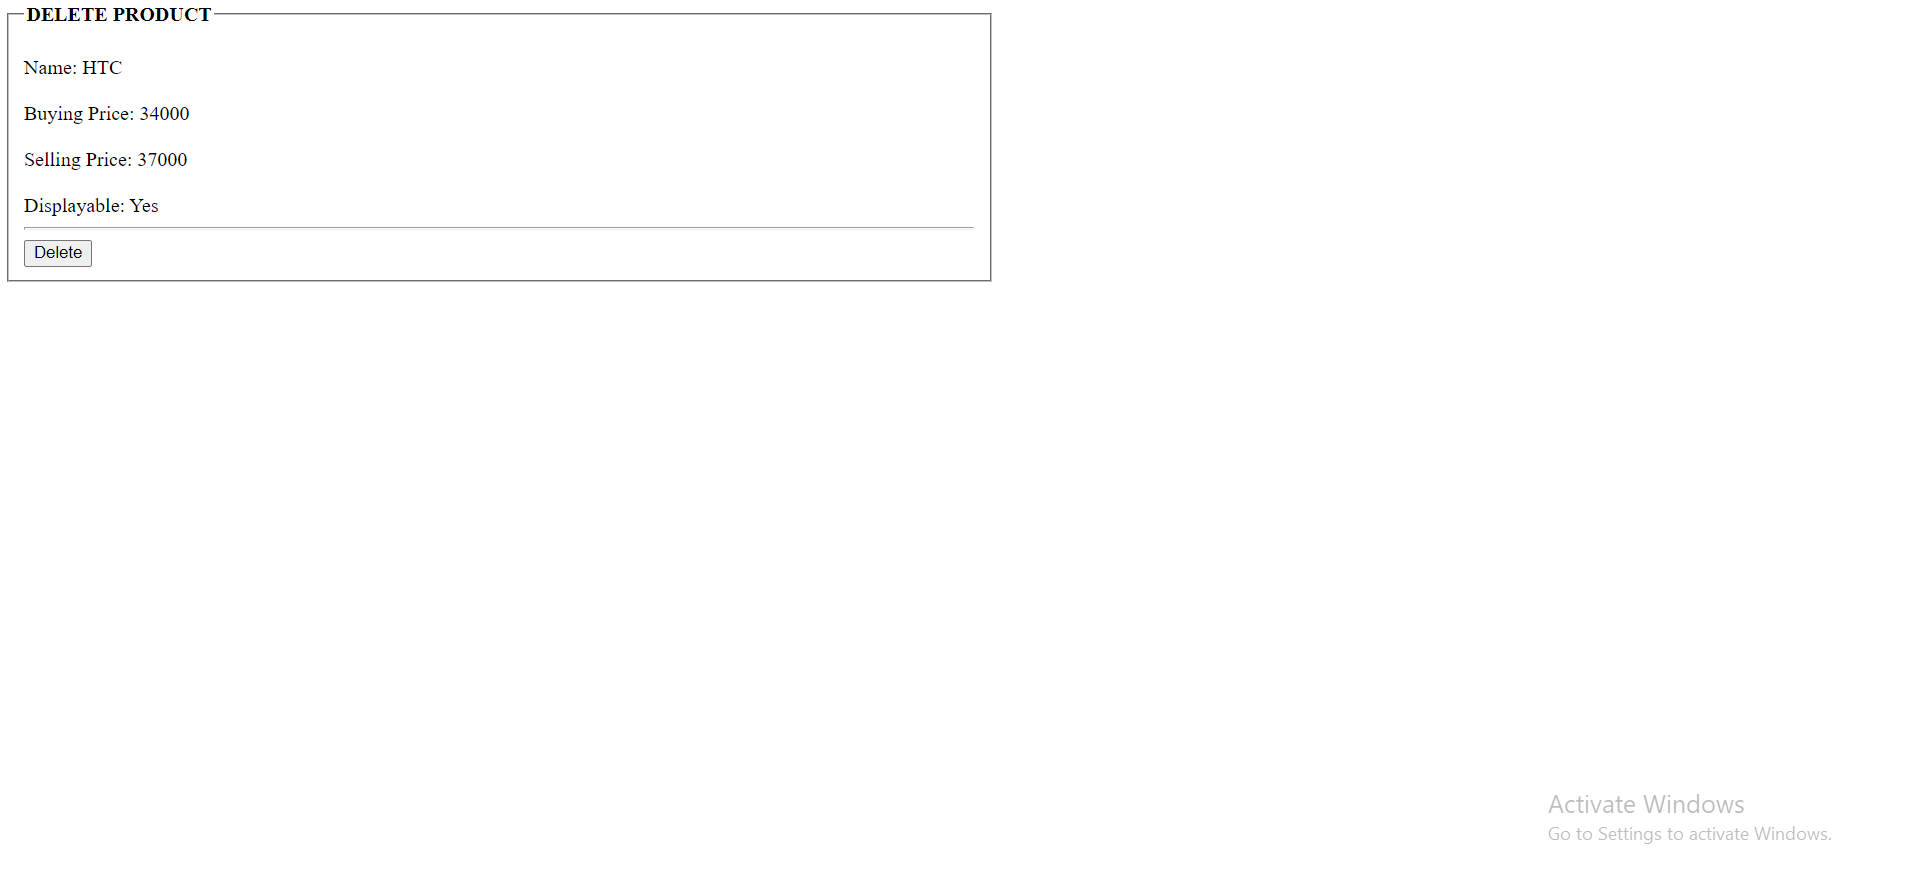 DELETE PRODUCT
Name: HTC
Buying Price: 34000
Selling Price: 37000
Displayable: Yes
Delete
Activate Windows
Go to Settings to activate Windows.